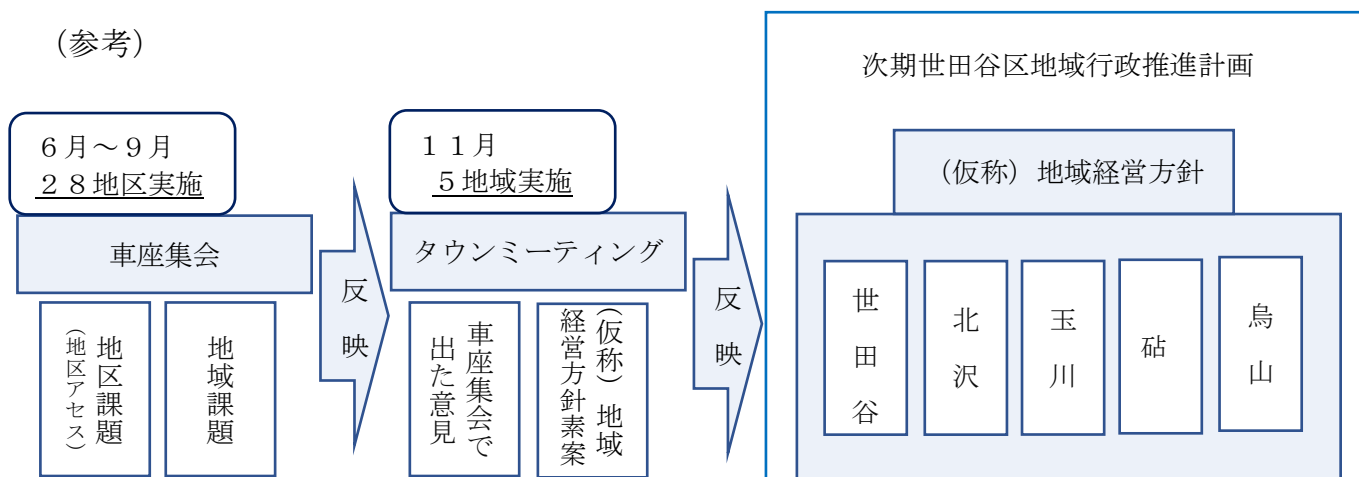 （参考）
６月～９月
２８地区実施
車座集会
地区課題
（地区アセス）
地域課題
反映
１１月
５地域実施
タウンミーティング
車座集会で
出た意見
（仮称）地域
経営方針素案
反映
次期世田谷区地域行政推進計画
（仮称）地域経営方針
世田谷
北沢
玉川
砧
烏山